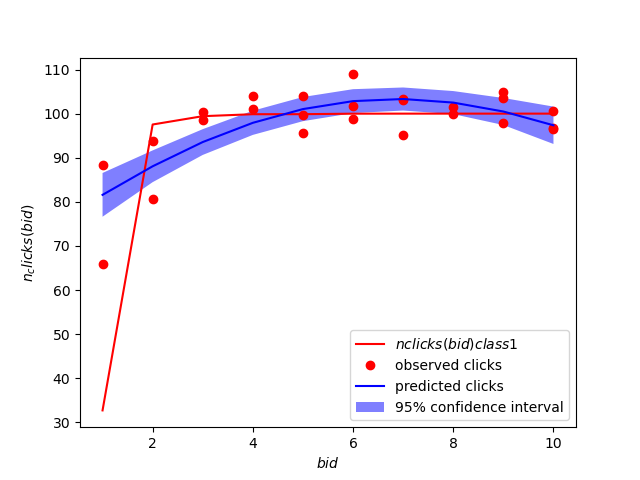 110
100
90
80
70
60
50
40
30
n_clicks(bid)
nclicks(bid)class1
observed clicks
predicted clicks
95% confidence interval
2 4 6 8 10
bid